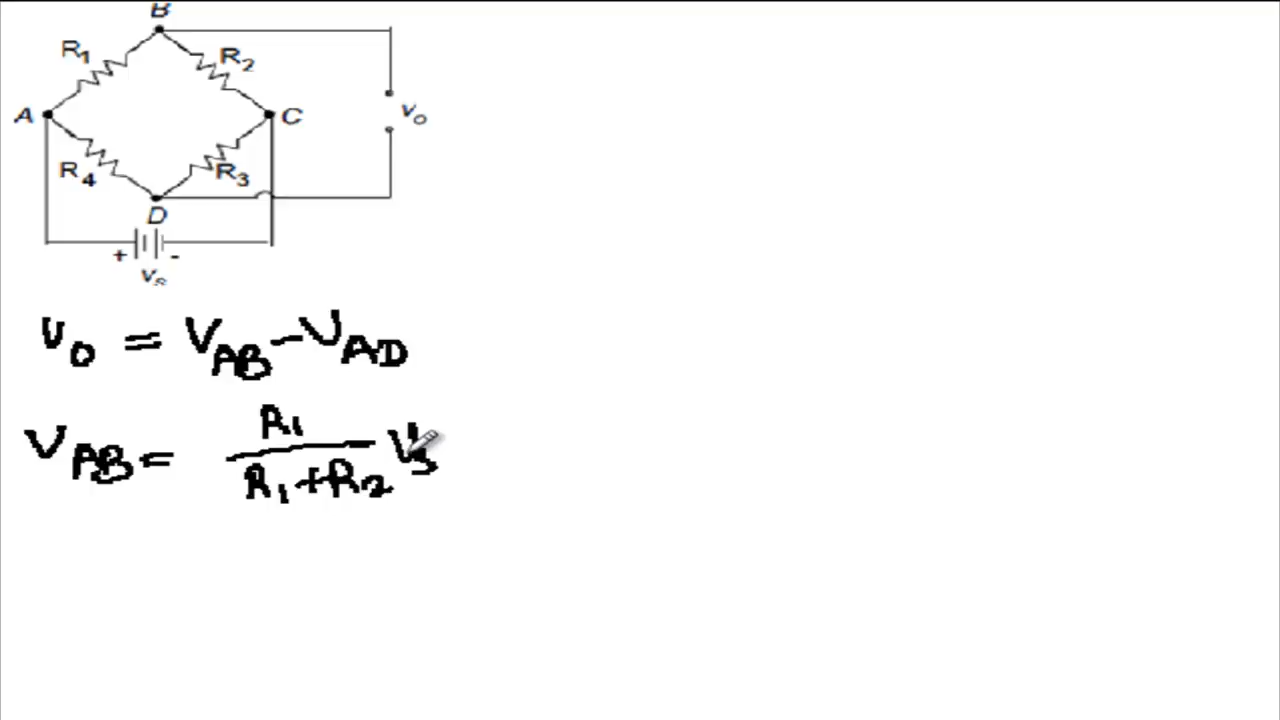 B
R1
R2
A
C
vo
R4
R3
D
+
-
vs
vo = VAB - VAD
VAB = R1 / R1 + R2 Vs